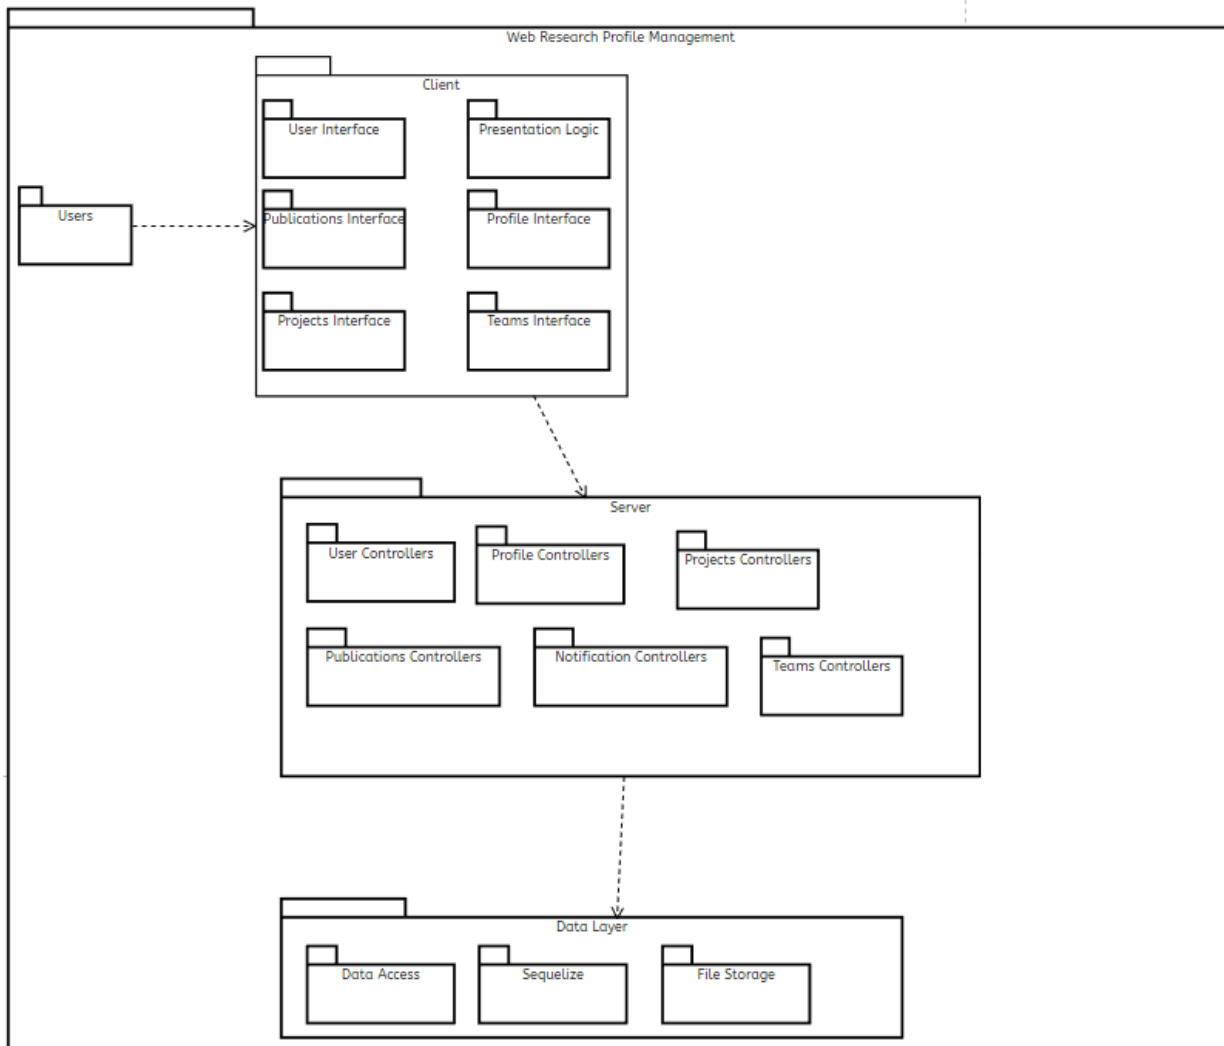 Web Research Profile Management
Client
User Interface
Presentation Logic
Users
Publications Interface
Profile Interface
Projects Interface
Teams Interface
Server
User Controllers
Profile Controllers
Projects Controllers
Publications Controllers
Notification Controllers
Teams Controllers
Data Layer
Data Access
Sequelize
File Storage